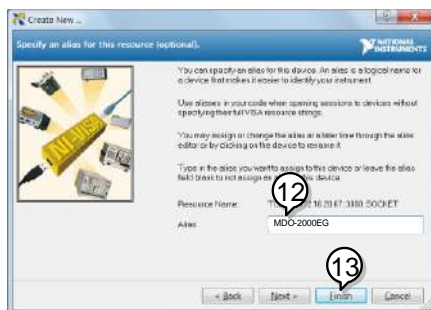 Create New ...
Specify an alias for this resource (optional).
NATIONAL INSTRUMENTS
You can specify an alias for this device. An alias is a logical name for
a device that makes it easier to identify your instrument.
Use aliases in your code when opening sessions to devices without
specifying their full VISA resource strings.
You may assign or change the alias at a later time through the alias
editor or by clicking on the device to rename it.
Type in the alias you want to assign to this device or leave the alias
field blank to not assign an this device.
NI-VISA
12
Resource Name: SOCKET
Alias: MDO-2000EG
13
< Back Next > Finish Cancel